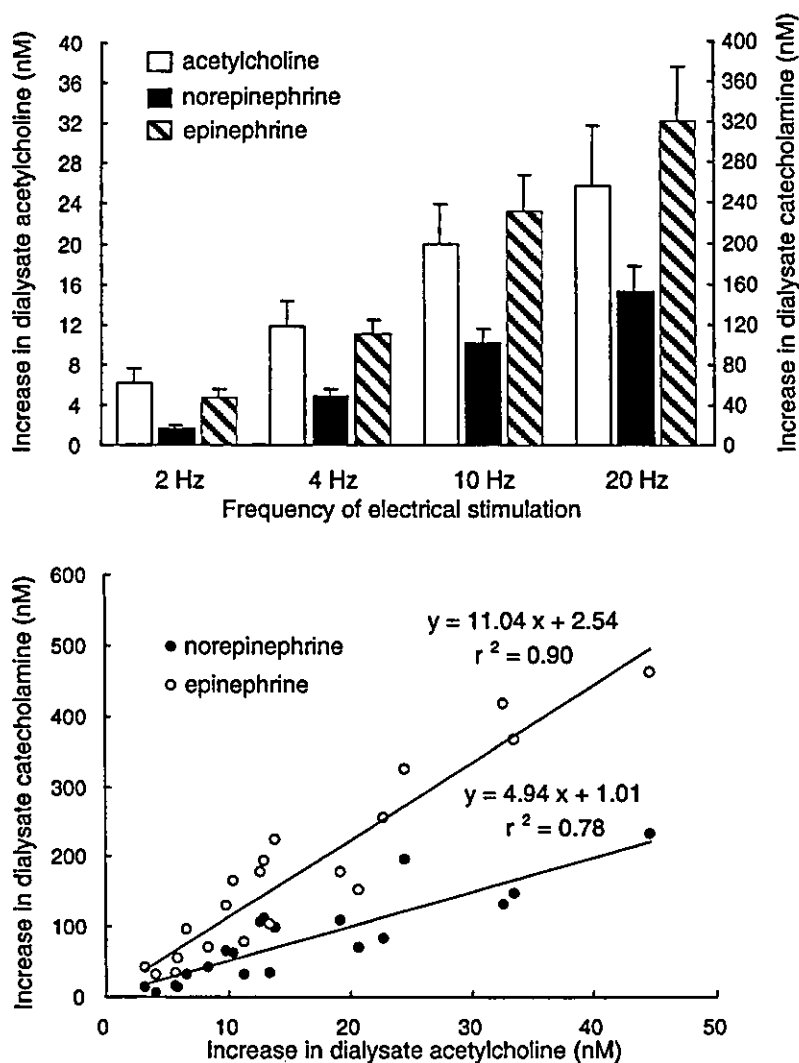 Increase in dialysate acetylcholine (nM)
40
36
32
28
24
20
16
12
8
4
0
acetylcholine
norepinephrine
epinephrine
400
360
320
280
240
200
160
120
80
40
0
Increase in dialysate catecholamine (nM)
2 Hz 4 Hz 10 Hz 20 Hz
Frequency of electrical stimulation
Increase in dialysate catecholamine (nM)
600
500
400
300
200
100
0
norepinephrine
epinephrine
y = 11.04 x + 2.54
r ² = 0.90
y = 4.94 x + 1.01
r ² = 0.78
0 10 20 30 40 50
Increase in dialysate acetylcholine (nM)